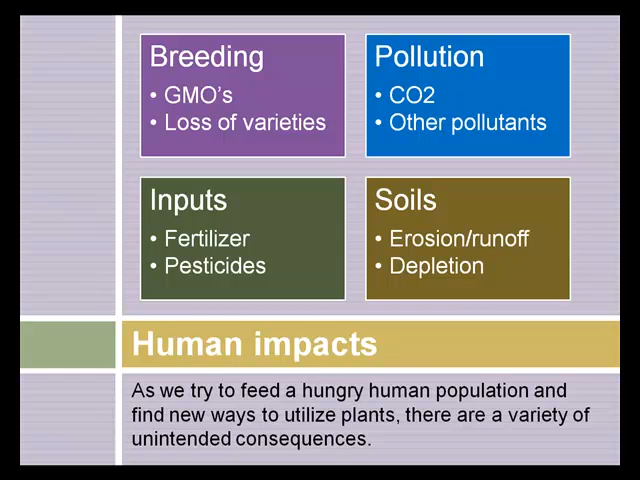 Breeding
• GMO's
• Loss of varieties
Pollution
• CO2
• Other pollutants
Inputs
• Fertilizer
• Pesticides
Soils
• Erosion/runoff
• Depletion
Human impacts
As we try to feed a hungry human population and
find new ways to utilize plants, there are a variety of
unintended consequences.